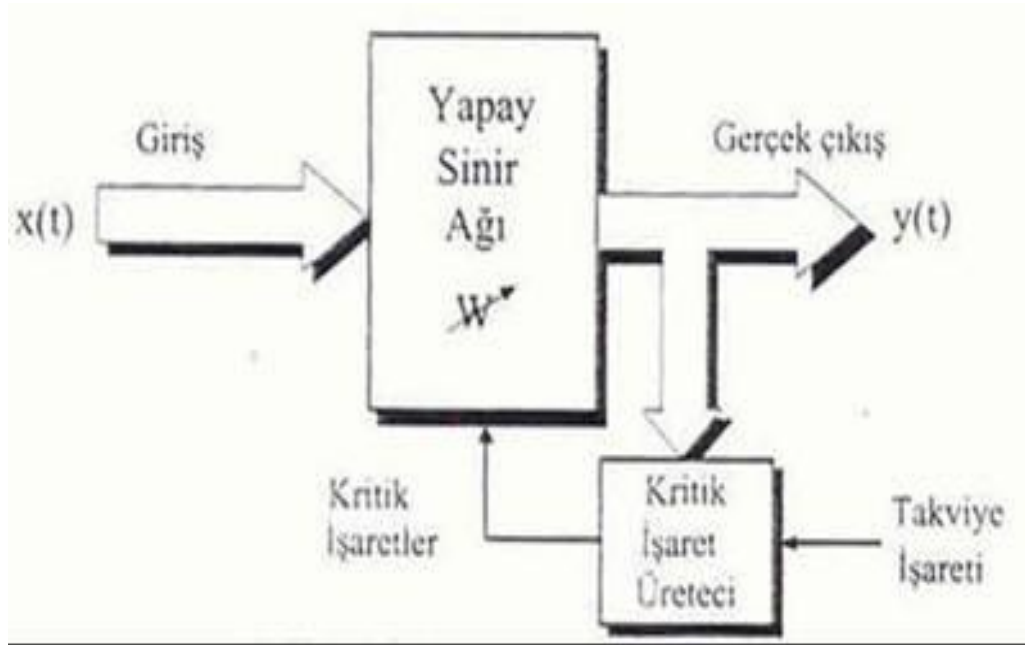 Giriş
x(t)
Yapay
Sinir
Ağı
W
Gerçek çıkış
y(t)
Kritik
İşaretler
Kritik
İşaret
Üreteci
Takviye
İşareti